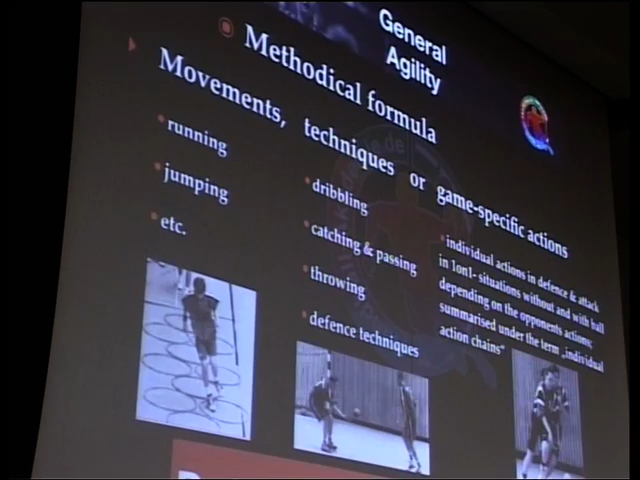 General
Agility
Methodical formula
Movements, techniques or game-specific actions
running
jumping
etc.
dribbling
catching & passing
throwing
defence techniques
individual actions in defence & attack
in 1on1- situations without and with ball
depending on the opponents actions;
summarised under the term „individual
action chains“